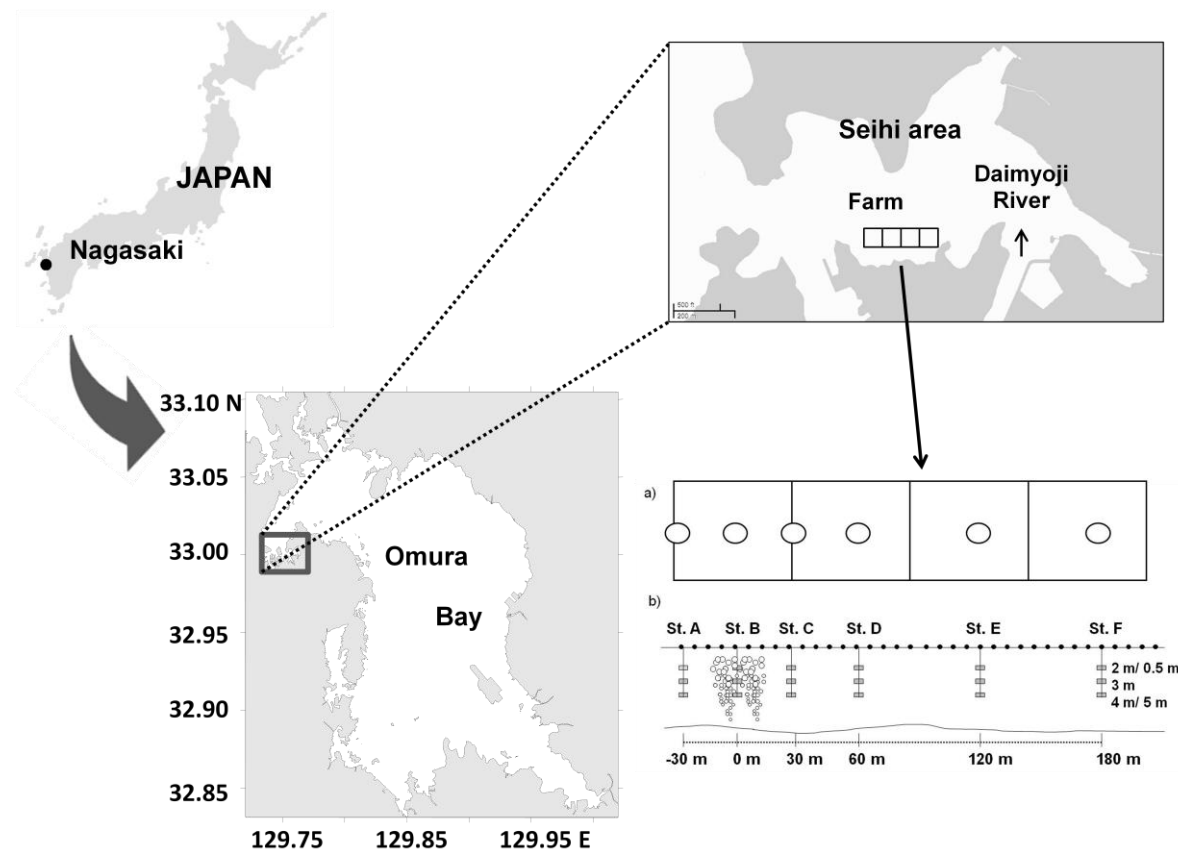 JAPAN
Nagasaki
Seihi area
Daimyoji
River
Farm
500 ft
200 m
33.10 N
33.05
33.00
32.95
32.90
32.85
129.75
129.85
129.95 E
Omura
Bay
a)
b)
St. A
St. B
St. C
St. D
St. E
St. F
2 m/ 0.5 m
3 m
4 m/ 5 m
-30 m
0 m
30 m
60 m
120 m
180 m